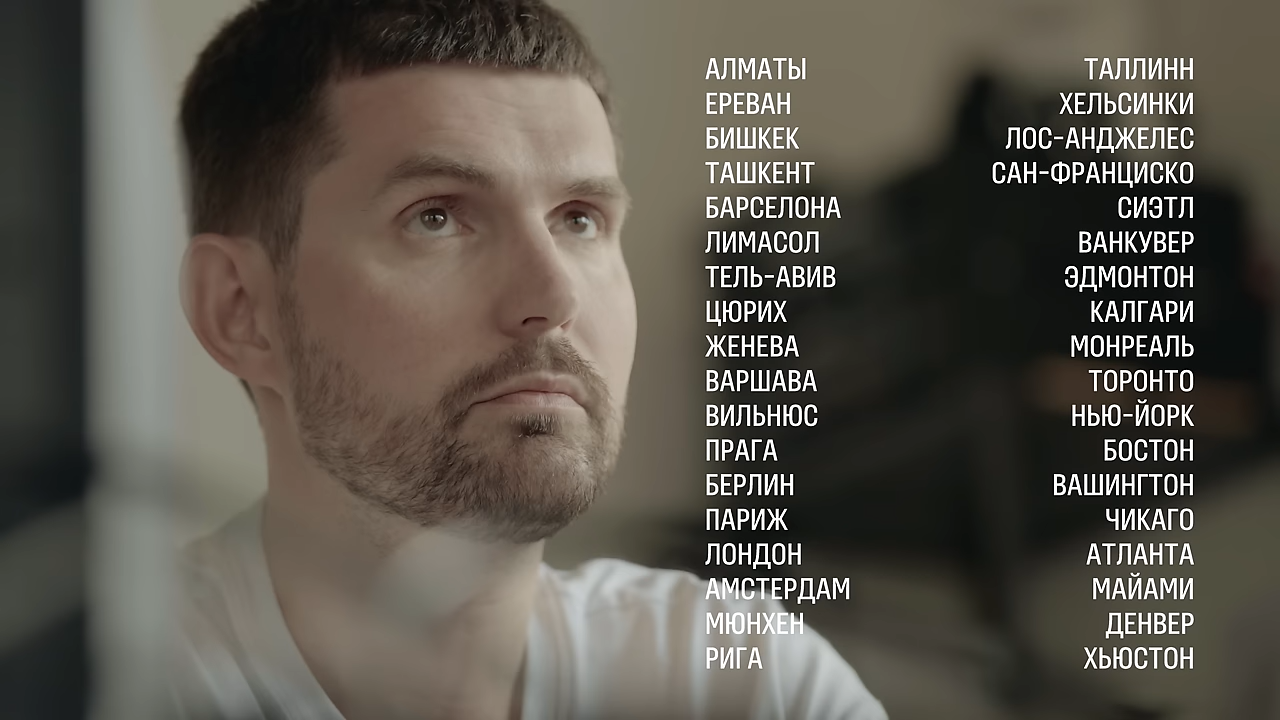 АЛМАТЫ
ЕРЕВАН
БИШКЕК
ТАШКЕНТ
БАРСЕЛОНА
ЛИМАСОЛ
ТЕЛЬ-АВИВ
ЦЮРИХ
ЖЕНЕВА
ВАРШАВА
ВИЛЬНЮС
ПРАГА
БЕРЛИН
ПАРИЖ
ЛОНДОН
АМСТЕРДАМ
МЮНХЕН
РИГА
ТАЛЛИНН
ХЕЛЬСИНКИ
ЛОС-АНДЖЕЛЕС
САН-ФРАНЦИСКО
СИЭТЛ
ВАНКУВЕР
ЭДМОНТОН
КАЛГАРИ
МОНРЕАЛЬ
ТОРОНТО
НЬЮ-ЙОРК
БОСТОН
ВАШИНГТОН
ЧИКАГО
АТЛАНТА
МАЙАМИ
ДЕНВЕР
ХЬЮСТОН